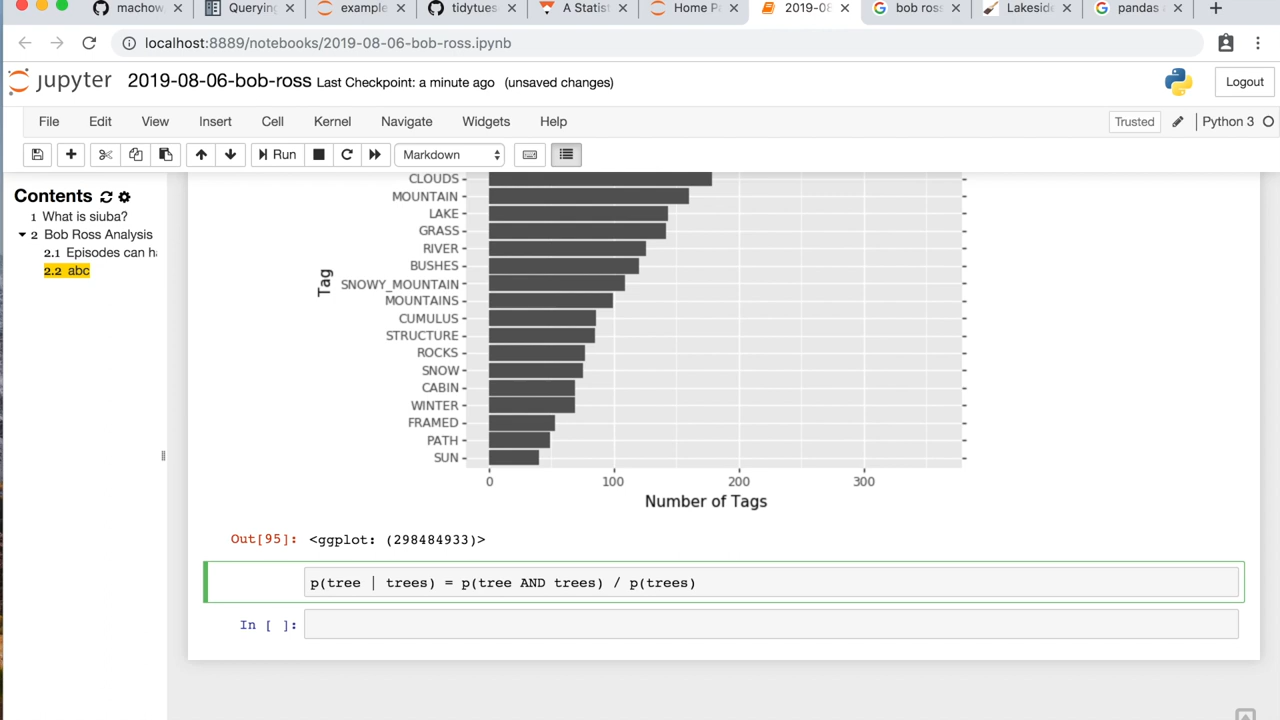 machow
Querying
example
tidytues
A Statist
Home P
2019-08
bob ross
Lakeside
pandas
localhost:8889/notebooks/2019-08-06-bob-ross.ipynb
jupyter 2019-08-06-bob-ross Last Checkpoint: a minute ago (unsaved changes)
Logout
File Edit View Insert Cell Kernel Navigate Widgets Help
Trusted
Python 3
Run
Markdown
Contents
1 What is siuba?
2 Bob Ross Analysis
2.1 Episodes can ha
2.2 abc
CLOUDS
MOUNTAIN
LAKE
GRASS
RIVER
BUSHES
SNOWY_MOUNTAIN
MOUNTAINS
CUMULUS
STRUCTURE
ROCKS
SNOW
CABIN
WINTER
FRAMED
PATH
SUN
Tag
0 100 200 300
Number of Tags
Out[95]: <ggplot: (298484933)>
p(tree | trees) = p(tree AND trees) / p(trees)
In [ ]: